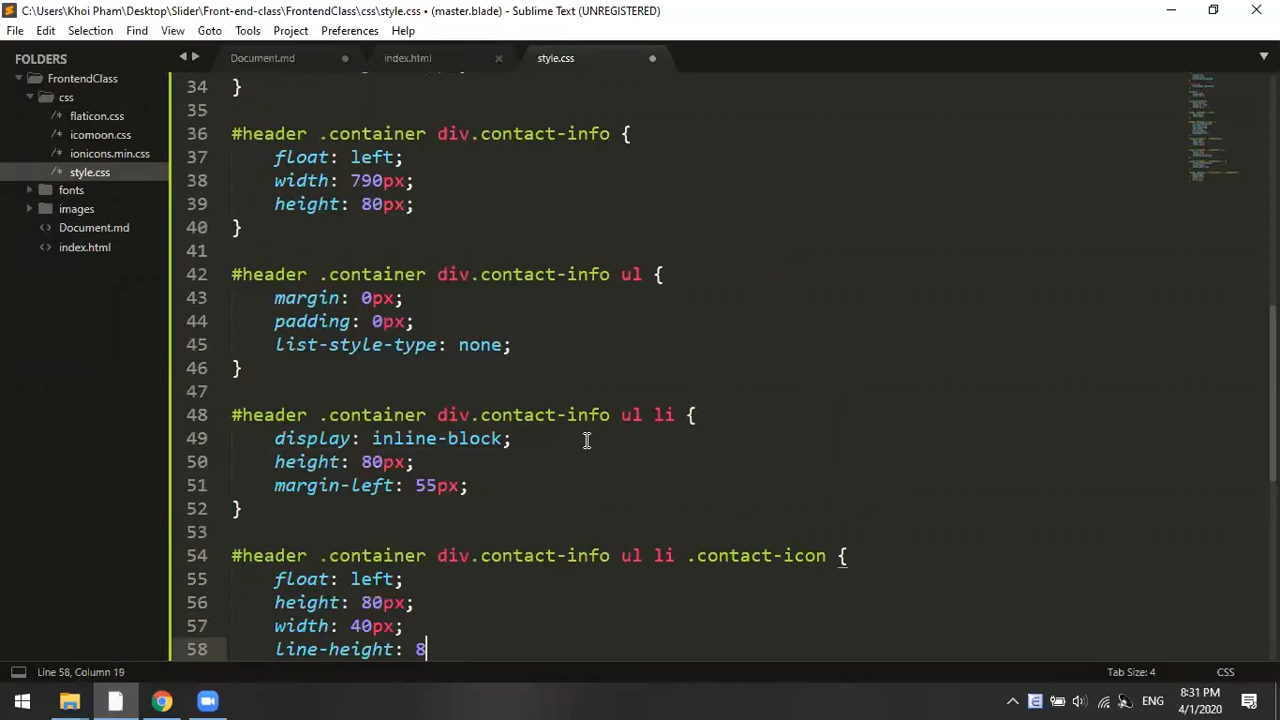 C:\Users\Khoi Pham\Desktop\Slider\Front-end-class\FrontendClass\css\style.css • (master.blade) - Sublime Text (UNREGISTERED)
File Edit Selection Find View Goto Tools Project Preferences Help
FOLDERS
FrontendClass
css
flaticon.css
icomoon.css
ionicons.min.css
style.css
fonts
images
Document.md
index.html
Document.md index.html style.css
34 }
35
36 #header .container div.contact-info {
37 float: left;
38 width: 790px;
39 height: 80px;
40 }
41
42 #header .container div.contact-info ul {
43 margin: 0px;
44 padding: 0px;
45 list-style-type: none;
46 }
47
48 #header .container div.contact-info ul li {
49 display: inline-block;
50 height: 80px;
51 margin-left: 55px;
52 }
53
54 #header .container div.contact-info ul li .contact-icon {
55 float: left;
56 height: 80px;
57 width: 40px;
58 line-height: 8
Line 58, Column 19 Tab Size: 4 CSS
ENG 8:31 PM
4/1/2020